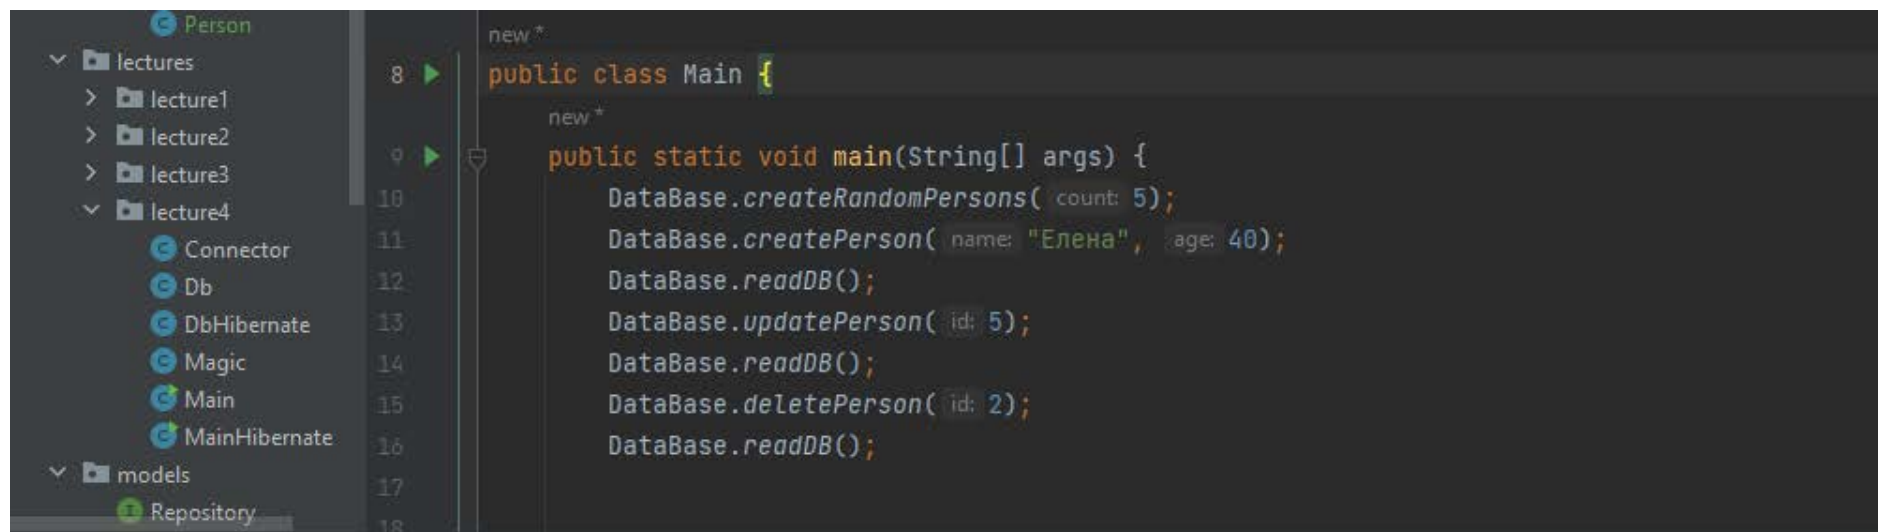 Person
lectures
lecture1
lecture2
lecture3
lecture4
Connector
Db
DbHibernate
Magic
Main
MainHibernate
models
Repository
new *
8 public class Main {
new *
9 public static void main(String[] args) {
10 DataBase.createRandomPersons( count: 5);
11 DataBase.createPerson( name: "Елена", age: 40);
12 DataBase.readDB();
13 DataBase.updatePerson( id: 5);
14 DataBase.readDB();
15 DataBase.deletePerson( id: 2);
16 DataBase.readDB();
17
18